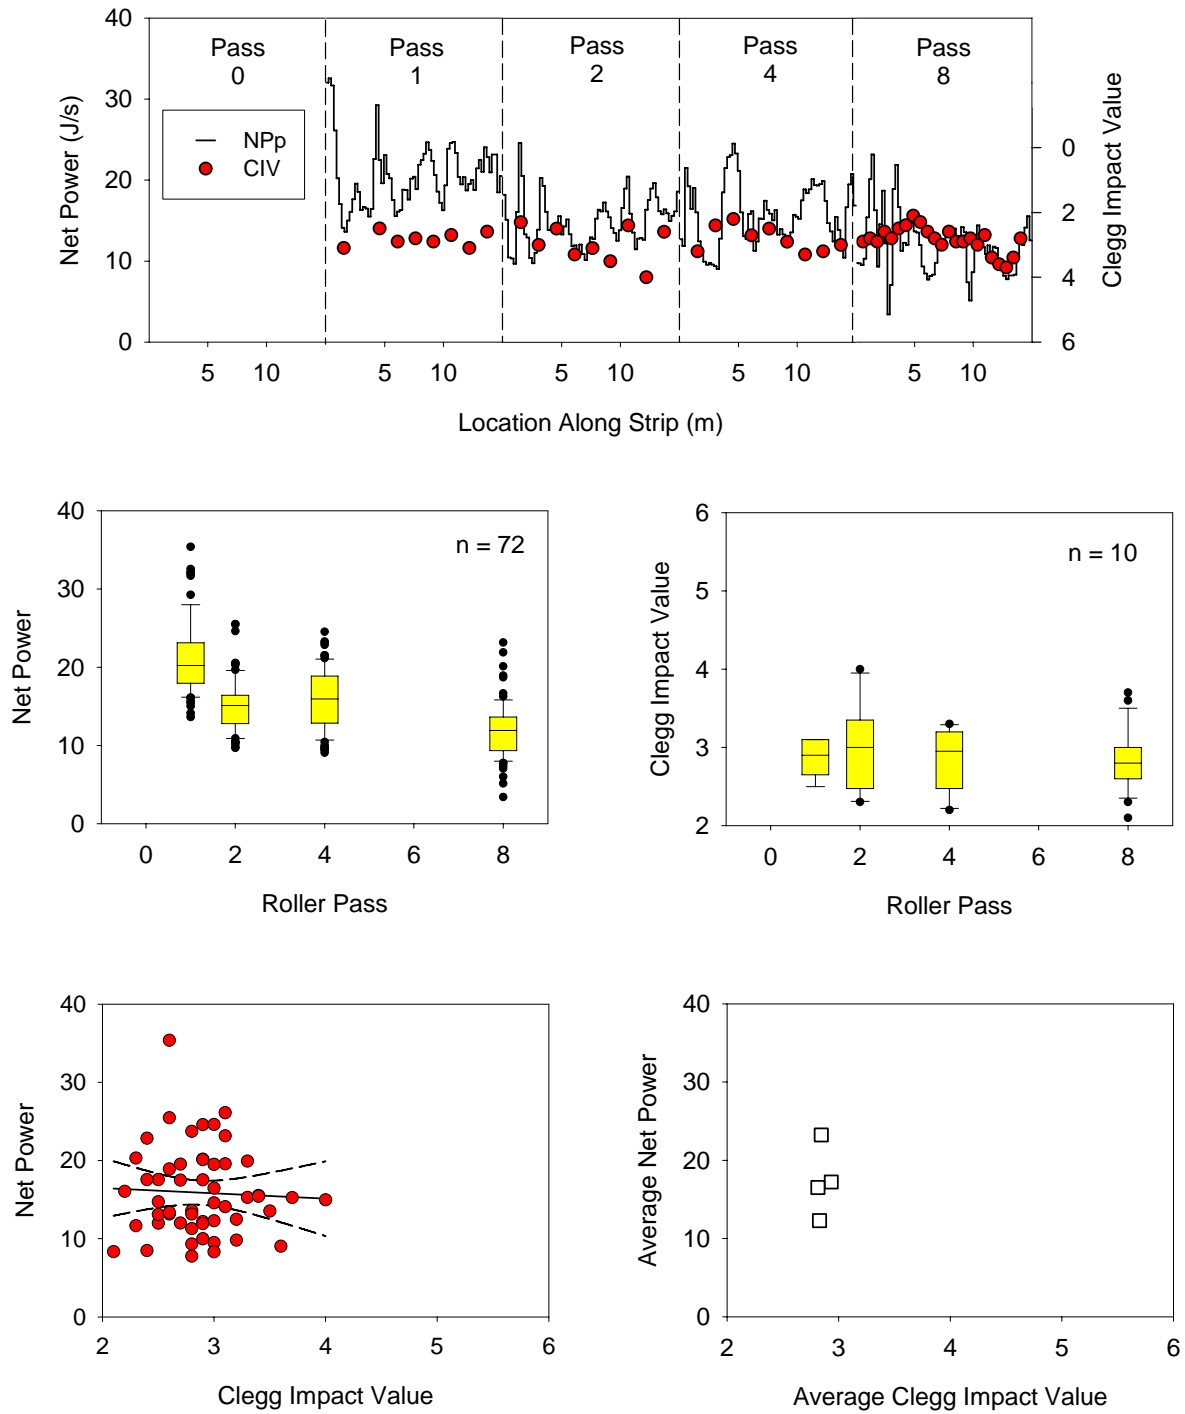 40
30
20
10
0
Net Power (J/s)
Pass
0
Pass
1
Pass
2
Pass
4
Pass
8
NPp
CIV
0
2
4
6
Clegg Impact Value
5 10 5 10 5 10 5 10 5 10
Location Along Strip (m)
40
30
20
10
0
Net Power
n = 72
0 2 4 6 8
Roller Pass
6
5
4
3
2
Clegg Impact Value
n = 10
0 2 4 6 8
Roller Pass
40
30
20
10
0
Net Power
2 3 4 5 6
Clegg Impact Value
40
30
20
10
0
Average Net Power
2 3 4 5 6
Average Clegg Impact Value